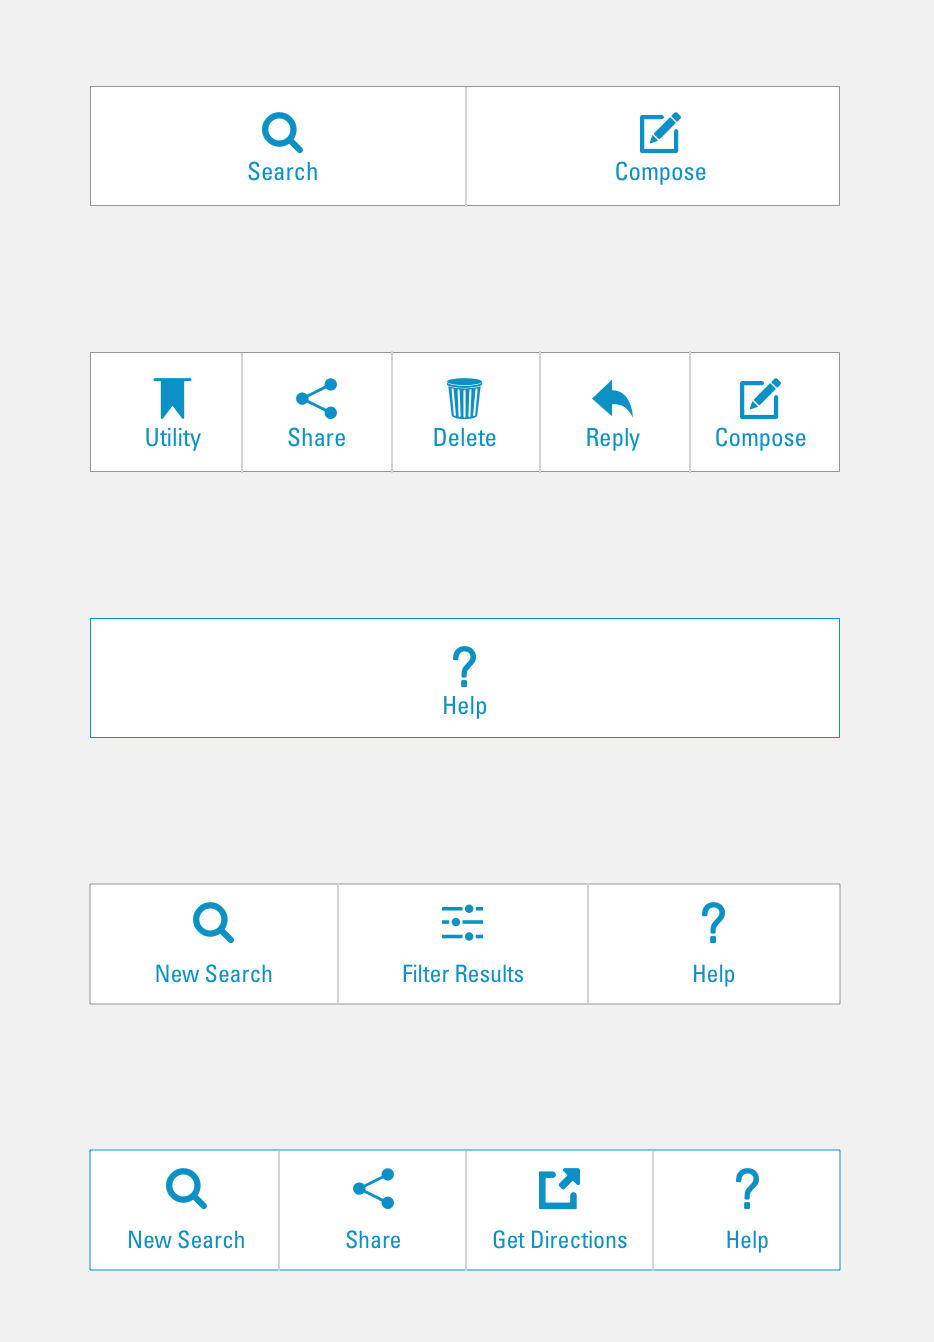 Search Compose
Utility Share Delete Reply Compose
Help
New Search Filter Results Help
New Search Share Get Directions Help